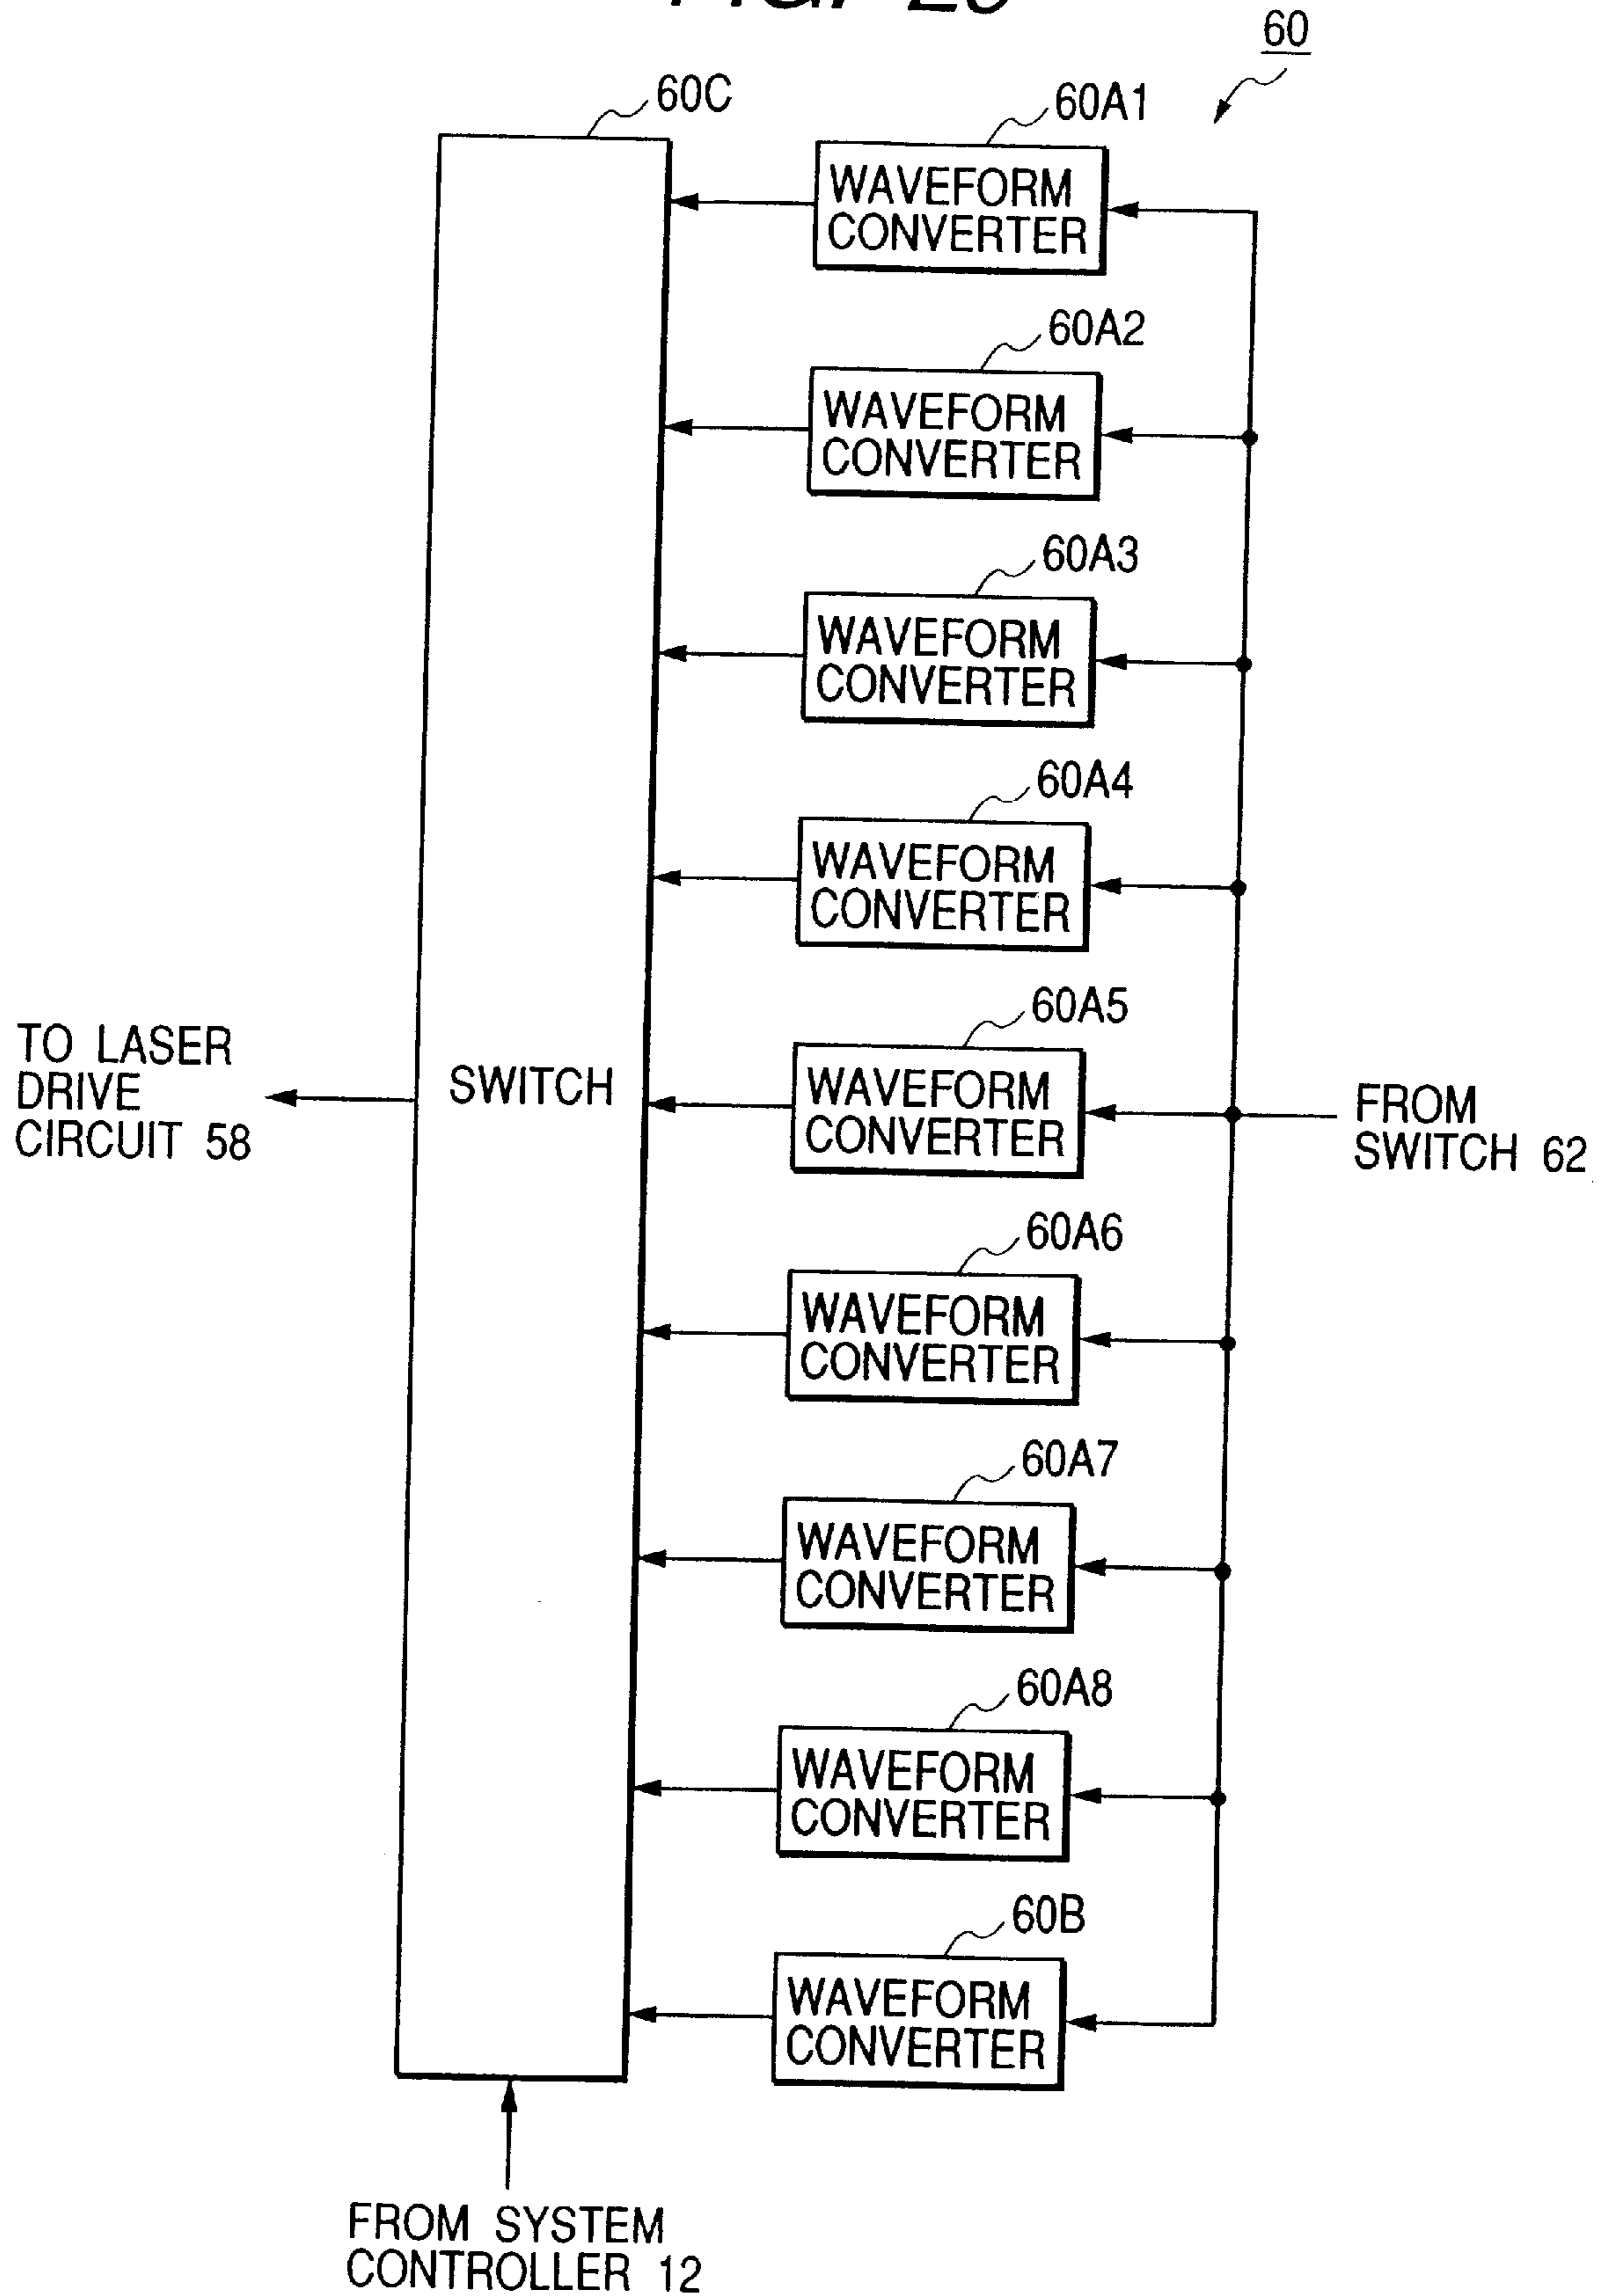 60
60C
60A1
WAVEFORM
CONVERTER
60A2
WAVEFORM
CONVERTER
60A3
WAVEFORM
CONVERTER
60A4
WAVEFORM
CONVERTER
60A5
WAVEFORM
CONVERTER
TO LASER
DRIVE
CIRCUIT 58
SWITCH
FROM
SWITCH 62
60A6
WAVEFORM
CONVERTER
60A7
WAVEFORM
CONVERTER
60A8
WAVEFORM
CONVERTER
60B
WAVEFORM
CONVERTER
FROM SYSTEM
CONTROLLER 12